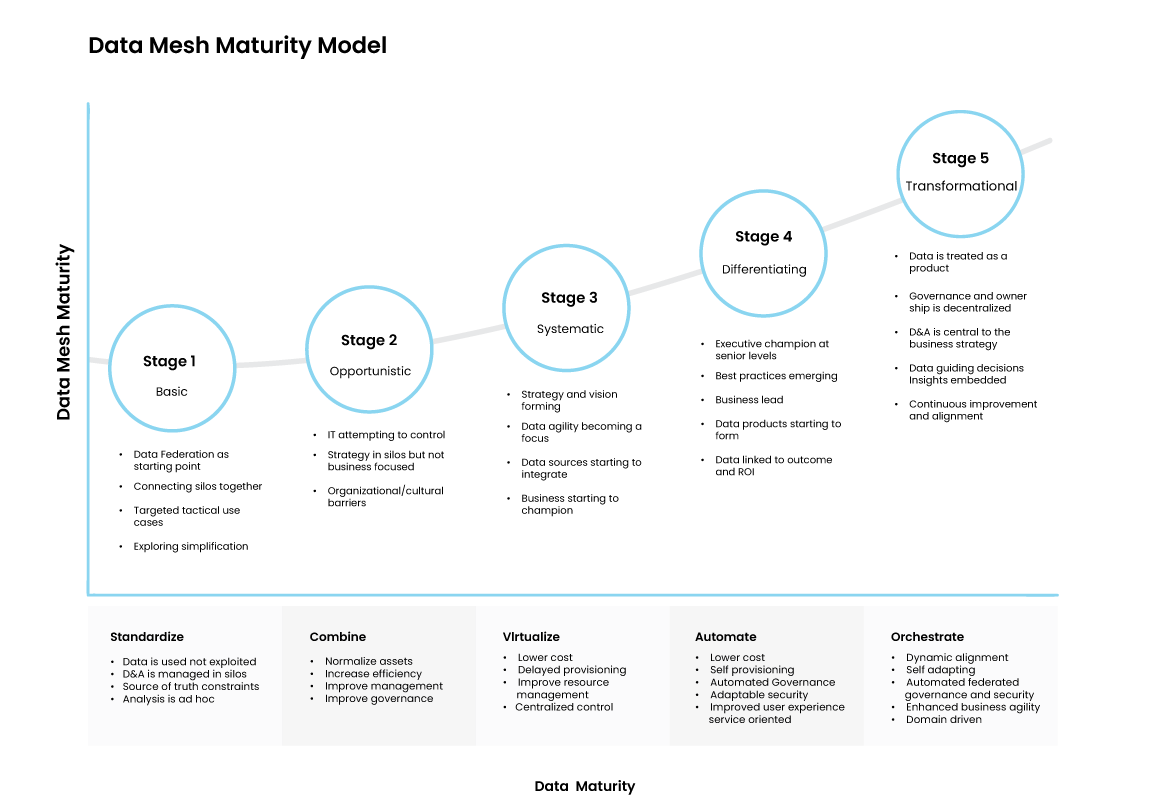 Data Mesh Maturity Model
Data Mesh Maturity
Stage 1
Basic
• Data Federation as
starting point
• Connecting silos together
• Targeted tactical use
cases
• Exploring simplification
Stage 2
Opportunistic
• IT attempting to control
• Strategy in silos but not
business focused
• Organizational/cultural
barriers
Stage 3
Systematic
• Strategy and vision
forming
• Data agility becoming a
focus
• Data sources starting to
integrate
• Business starting to
champion
Stage 4
Differentiating
• Executive champion at
senior levels
• Best practices emerging
• Business lead
• Data products starting to
form
• Data linked to outcome
and ROI
Stage 5
Transformational
• Data is treated as a
product
• Governance and owner
ship is decentralized
• D&A is central to the
business strategy
• Data guiding decisions
Insights embedded
• Continuous improvement
and alignment
Standardize
• Data is used not exploited
• D&A is managed in silos
• Source of truth constraints
• Analysis is ad hoc
Combine
• Normalize assets
• Increase efficiency
• Improve management
• Improve governance
VIrtualize
• Lower cost
• Delayed provisioning
• Improve resource
management
• Centralized control
Automate
• Lower cost
• Self provisioning
• Automated Governance
• Adaptable security
• Improved user experience
service oriented
Orchestrate
• Dynamic alignment
• Self adapting
• Automated federated
governance and security
• Enhanced business agility
• Domain driven
Data Maturity